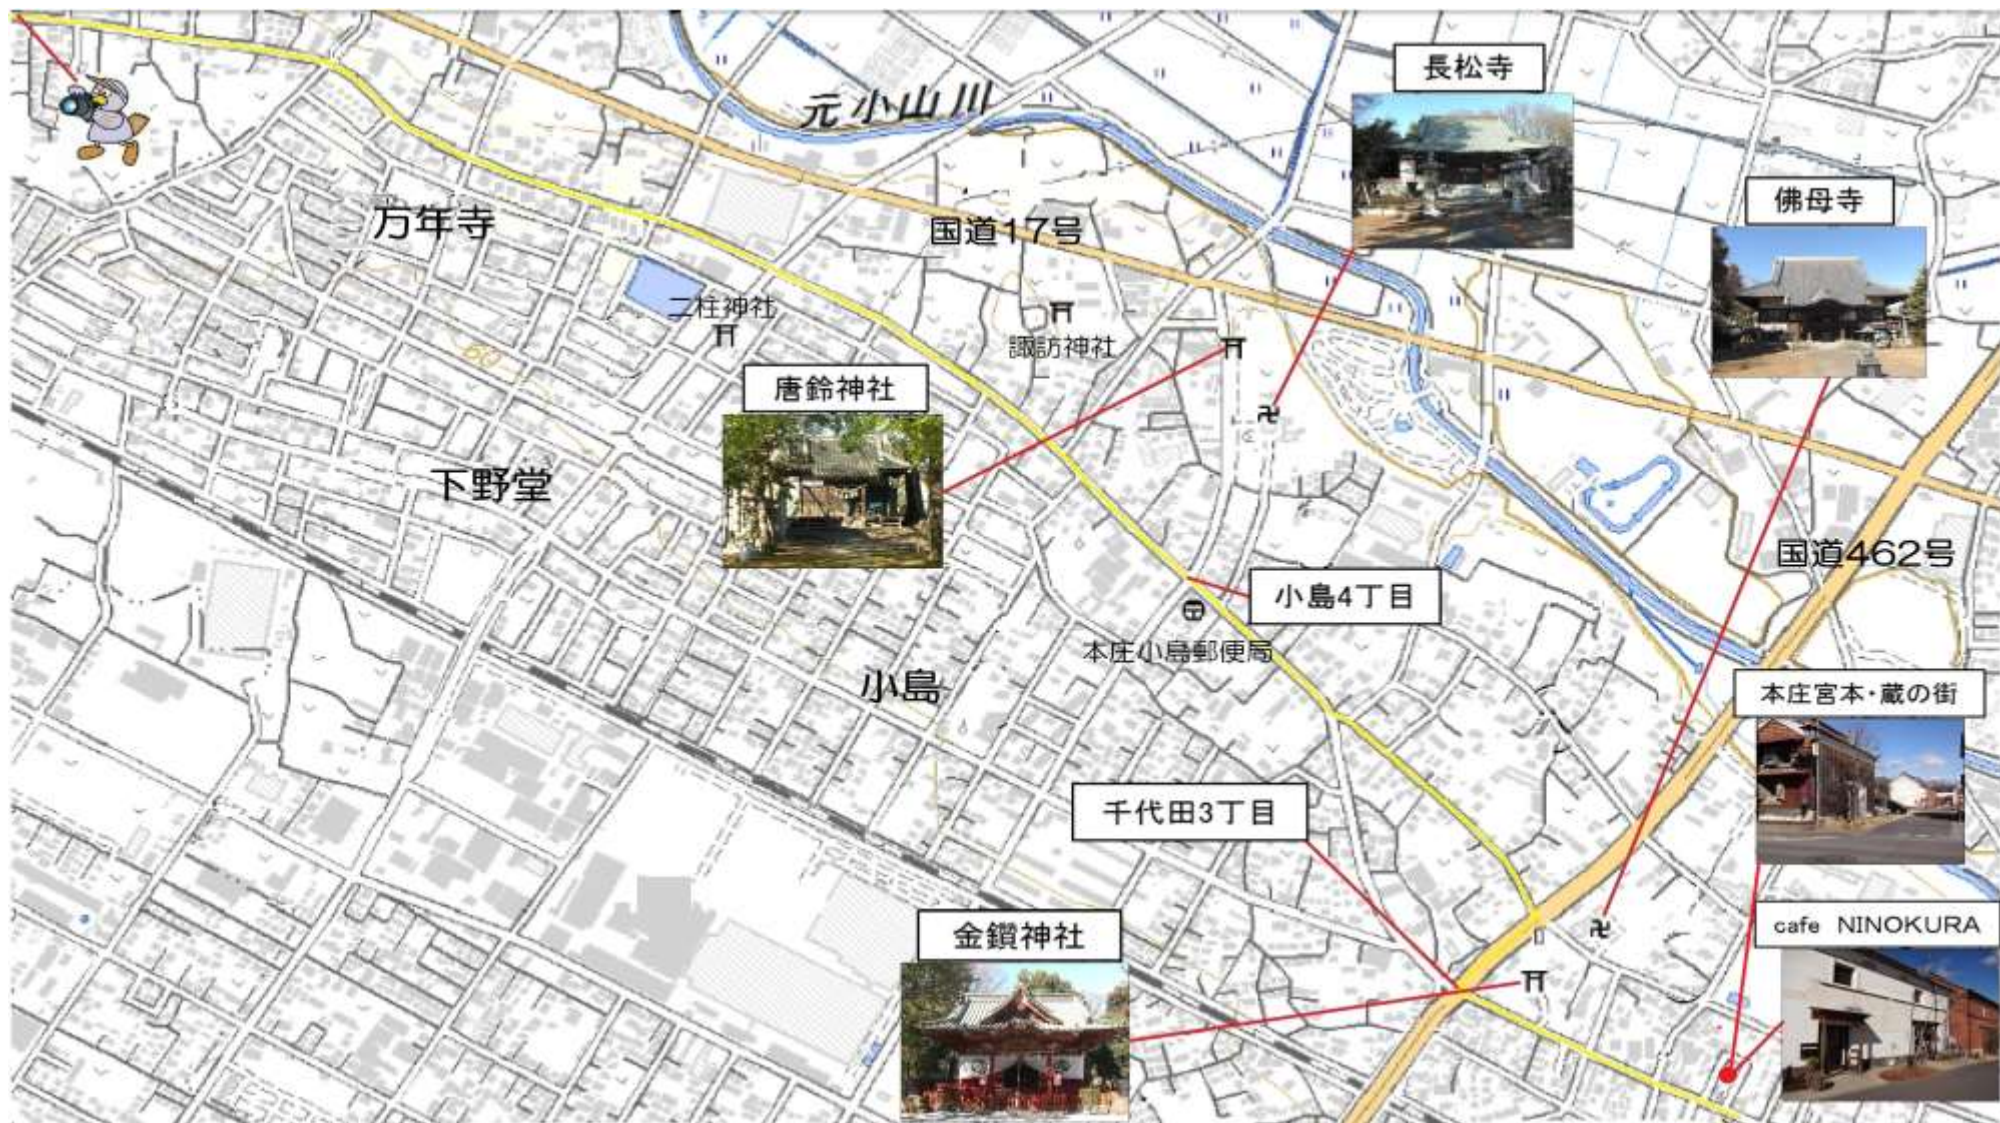 長松寺
元小山川
佛母寺
万年寺
国道17号
二柱神社
諏訪神社
唐鈴神社
60
下野堂
国道462号
小島4丁目
本庄小島郵便局
小島
本庄宮本・蔵の街
千代田3丁目
金鑽神社
cafe NINOKURA